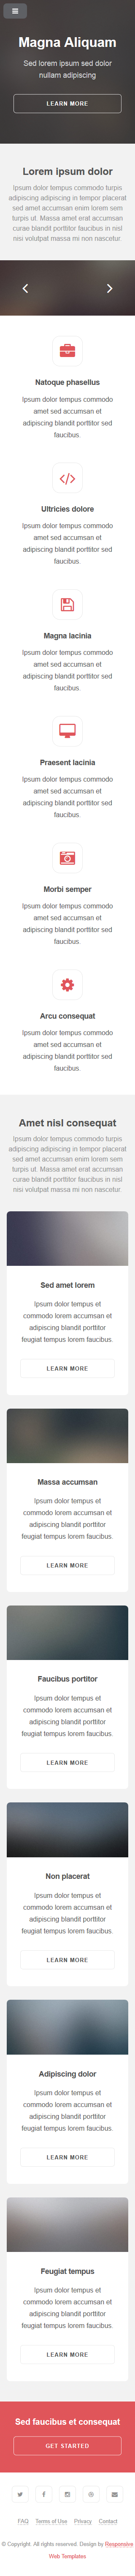 Magna Aliquam
Sed lorem ipsum sed dolor
nullam adipiscing
LEARN MORE
Lorem ipsum dolor
Ipsum dolor tempus commodo turpis
adipiscing adipiscing in tempor placerat
sed amet accumsan enim lorem sem
turpis ut. Massa amet erat accumsan
curae blandit porttitor faucibus in nisl
nisi volutpat massa mi non nascetur.
Natoque phasellus
Ipsum dolor tempus commodo
amet sed accumsan et
adipiscing blandit porttitor sed
faucibus.
Ultricies dolore
Ipsum dolor tempus commodo
amet sed accumsan et
adipiscing blandit porttitor sed
faucibus.
Magna lacinia
Ipsum dolor tempus commodo
amet sed accumsan et
adipiscing blandit porttitor sed
faucibus.
Praesent lacinia
Ipsum dolor tempus commodo
amet sed accumsan et
adipiscing blandit porttitor sed
faucibus.
Morbi semper
Ipsum dolor tempus commodo
amet sed accumsan et
adipiscing blandit porttitor sed
faucibus.
Arcu consequat
Ipsum dolor tempus commodo
amet sed accumsan et
adipiscing blandit porttitor sed
faucibus.
Amet nisl consequat
Ipsum dolor tempus commodo turpis
adipiscing adipiscing in tempor placerat
sed amet accumsan enim lorem sem
turpis ut. Massa amet erat accumsan
curae blandit porttitor faucibus in nisl
nisi volutpat massa mi non nascetur.
Sed amet lorem
Ipsum dolor tempus et
commodo lorem accumsan et
adipiscing blandit porttitor
feugiat tempus lorem faucibus.
LEARN MORE
Massa accumsan
Ipsum dolor tempus et
commodo lorem accumsan et
adipiscing blandit porttitor
feugiat tempus lorem faucibus.
LEARN MORE
Faucibus portitor
Ipsum dolor tempus et
commodo lorem accumsan et
adipiscing blandit porttitor
feugiat tempus lorem faucibus.
LEARN MORE
Non placerat
Ipsum dolor tempus et
commodo lorem accumsan et
adipiscing blandit porttitor
feugiat tempus lorem faucibus.
LEARN MORE
Adipiscing dolor
Ipsum dolor tempus et
commodo lorem accumsan et
adipiscing blandit porttitor
feugiat tempus lorem faucibus.
LEARN MORE
Feugiat tempus
Ipsum dolor tempus et
commodo lorem accumsan et
adipiscing blandit porttitor
feugiat tempus lorem faucibus.
LEARN MORE
Sed faucibus et consequat
GET STARTED
FAQ Terms of Use Privacy Contact
© Copyright. All rights reserved. Design by Responsive
Web Templates